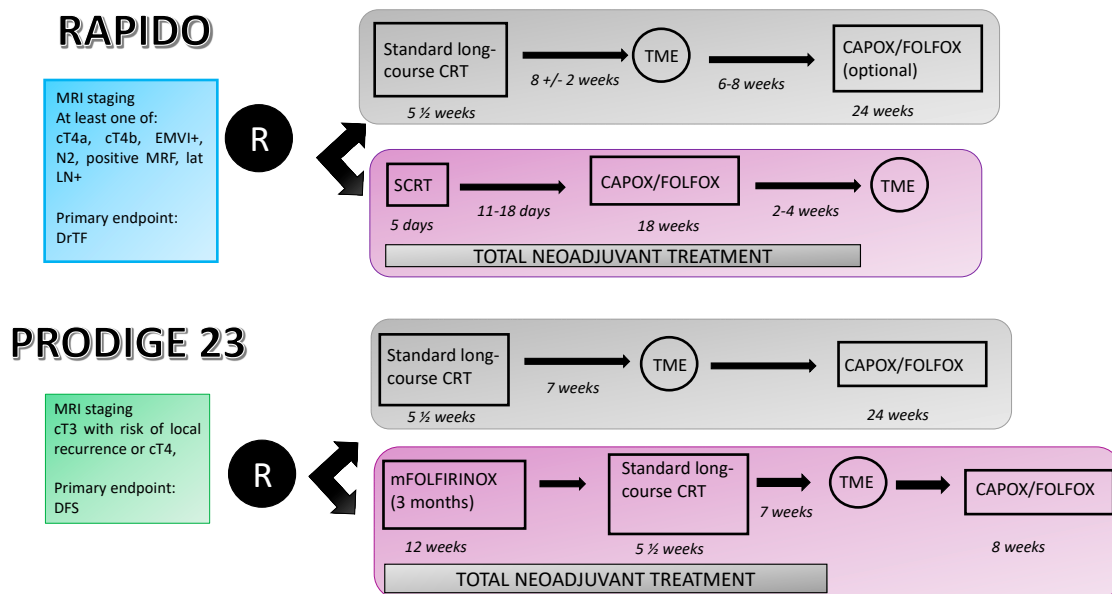 RAPIDO
MRI staging
At least one of:
cT4a, cT4b, EMVI+,
N2, positive MRF, lat
LN+
Primary endpoint:
DrTF
R
Standard long-
course CRT
5 ½ weeks
8 +/- 2 weeks
TME
6-8 weeks
CAPOX/FOLFOX
(optional)
24 weeks
SCRT
5 days
11-18 days
CAPOX/FOLFOX
18 weeks
2-4 weeks
TME
TOTAL NEOADJUVANT TREATMENT
PRODIGE 23
MRI staging
cT3 with risk of local
recurrence or cT4,
Primary endpoint:
DFS
R
Standard long-
course CRT
5 ½ weeks
7 weeks
TME
CAPOX/FOLFOX
24 weeks
mFOLFIRINOX
(3 months)
12 weeks
Standard long-
course CRT
5 ½ weeks
7 weeks
TME
CAPOX/FOLFOX
8 weeks
TOTAL NEOADJUVANT TREATMENT